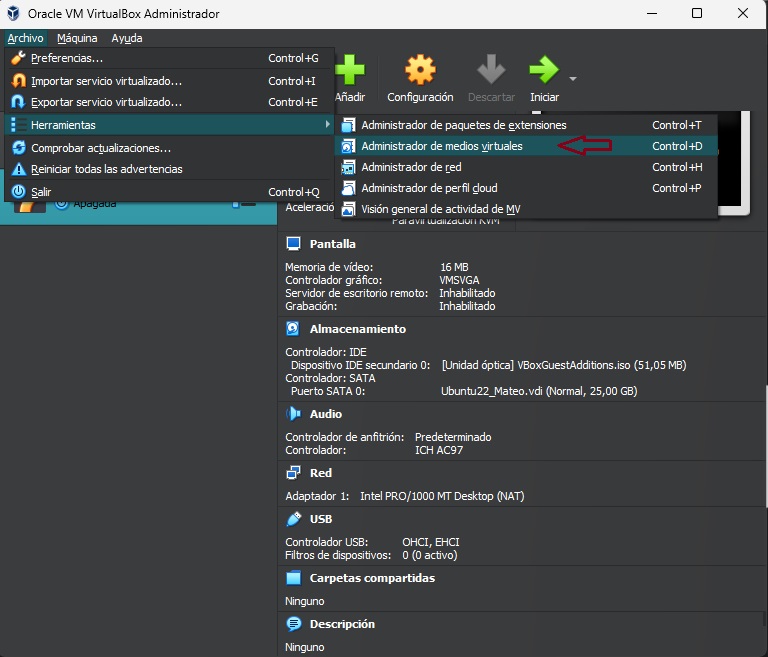 Oracle VM VirtualBox Administrador
Archivo Máquina Ayuda
Preferencias... Control+G
Importar servicio virtualizado... Control+I
Exportar servicio virtualizado... Control+E
Herramientas
Comprobar actualizaciones...
Reiniciar todas las advertencias
Salir Control+Q
Apagada
Añadir Configuración Descartar Iniciar
Administrador de paquetes de extensiones Control+T
Administrador de medios virtuales Control+D
Administrador de red Control+H
Administrador de perfil cloud Control+P
Visión general de actividad de MV
Aceleració
Paravirtualización KVM
Pantalla
Memoria de vídeo: 16 MB
Controlador gráfico: VMSVGA
Servidor de escritorio remoto: Inhabilitado
Grabación: Inhabilitado
Almacenamiento
Controlador: IDE
Dispositivo IDE secundario 0: [Unidad óptica] VBoxGuestAdditions.iso (51,05 MB)
Controlador: SATA
Puerto SATA 0: Ubuntu22_Mateo.vdi (Normal, 25,00 GB)
Audio
Controlador de anfitrión: Predeterminado
Controlador: ICH AC97
Red
Adaptador 1: Intel PRO/1000 MT Desktop (NAT)
USB
Controlador USB: OHCI, EHCI
Filtros de dispositivos: 0 (0 activo)
Carpetas compartidas
Ninguno
Descripción
Ninguno